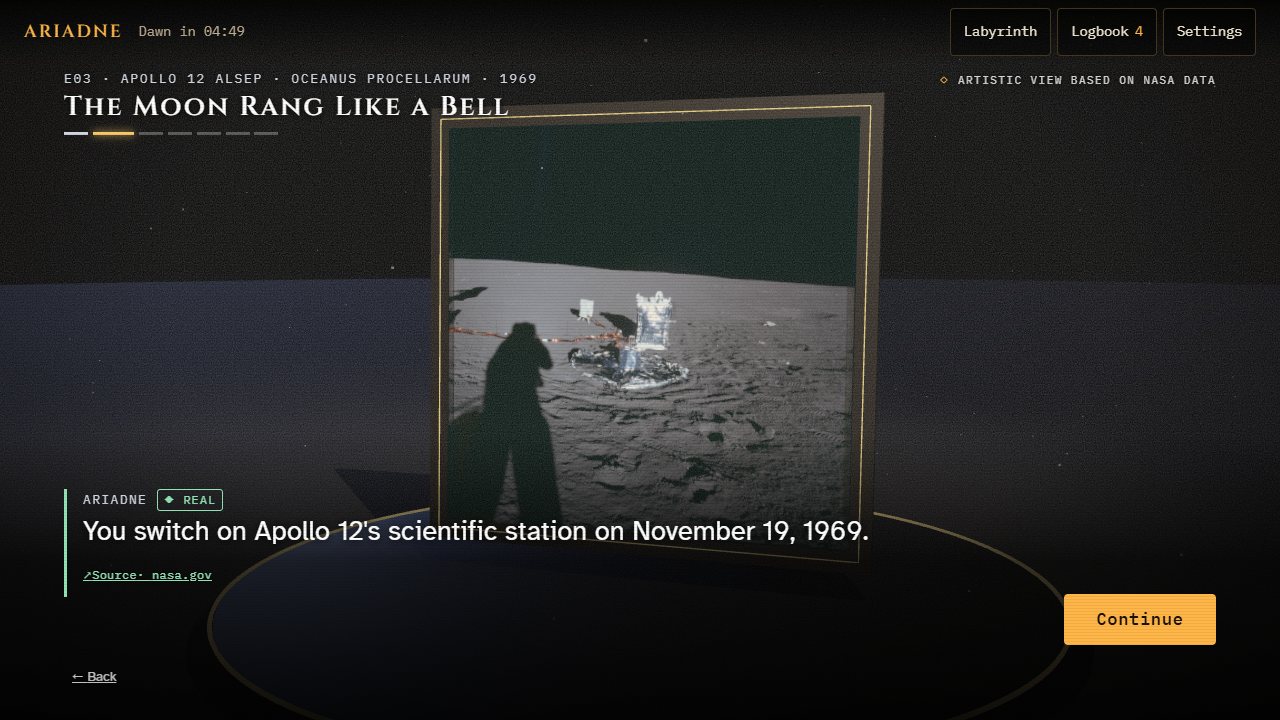 ARIADNE Dawn in 04:49
Labyrinth Logbook 4 Settings
E03 · APOLLO 12 ALSEP · OCEANUS PROCELLARUM · 1969
The Moon Rang Like a Bell
◇ ARTISTIC VIEW BASED ON NASA DATA
ARIADNE ◆ REAL
You switch on Apollo 12's scientific station on November 19, 1969.
↗Source· nasa.gov
Continue
← Back